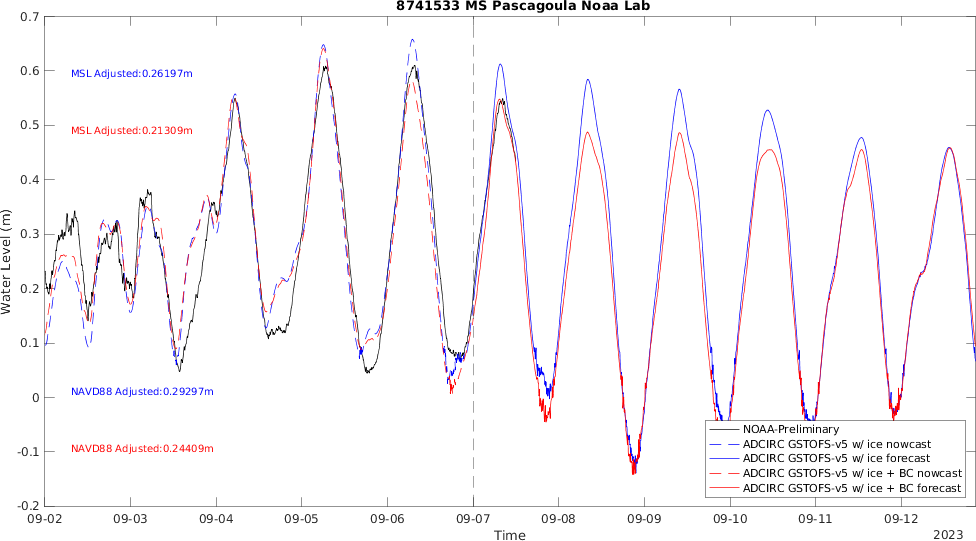 8741533 MS Pascagoula Noaa Lab
0.7
0.6
0.5
0.4
0.3
0.2
0.1
0
-0.1
-0.2
Water Level (m)
MSL Adjusted:0.26197m
MSL Adjusted:0.21309m
NAVD88 Adjusted:0.29297m
NAVD88 Adjusted:0.24409m
NOAA-Preliminary
ADCIRC GSTOFS-v5 w/ ice nowcast
ADCIRC GSTOFS-v5 w/ ice forecast
ADCIRC GSTOFS-v5 w/ ice + BC nowcast
ADCIRC GSTOFS-v5 w/ ice + BC forecast
09-02 09-03 09-04 09-05 09-06 09-07 09-08 09-09 09-10 09-11 09-12
Time
2023